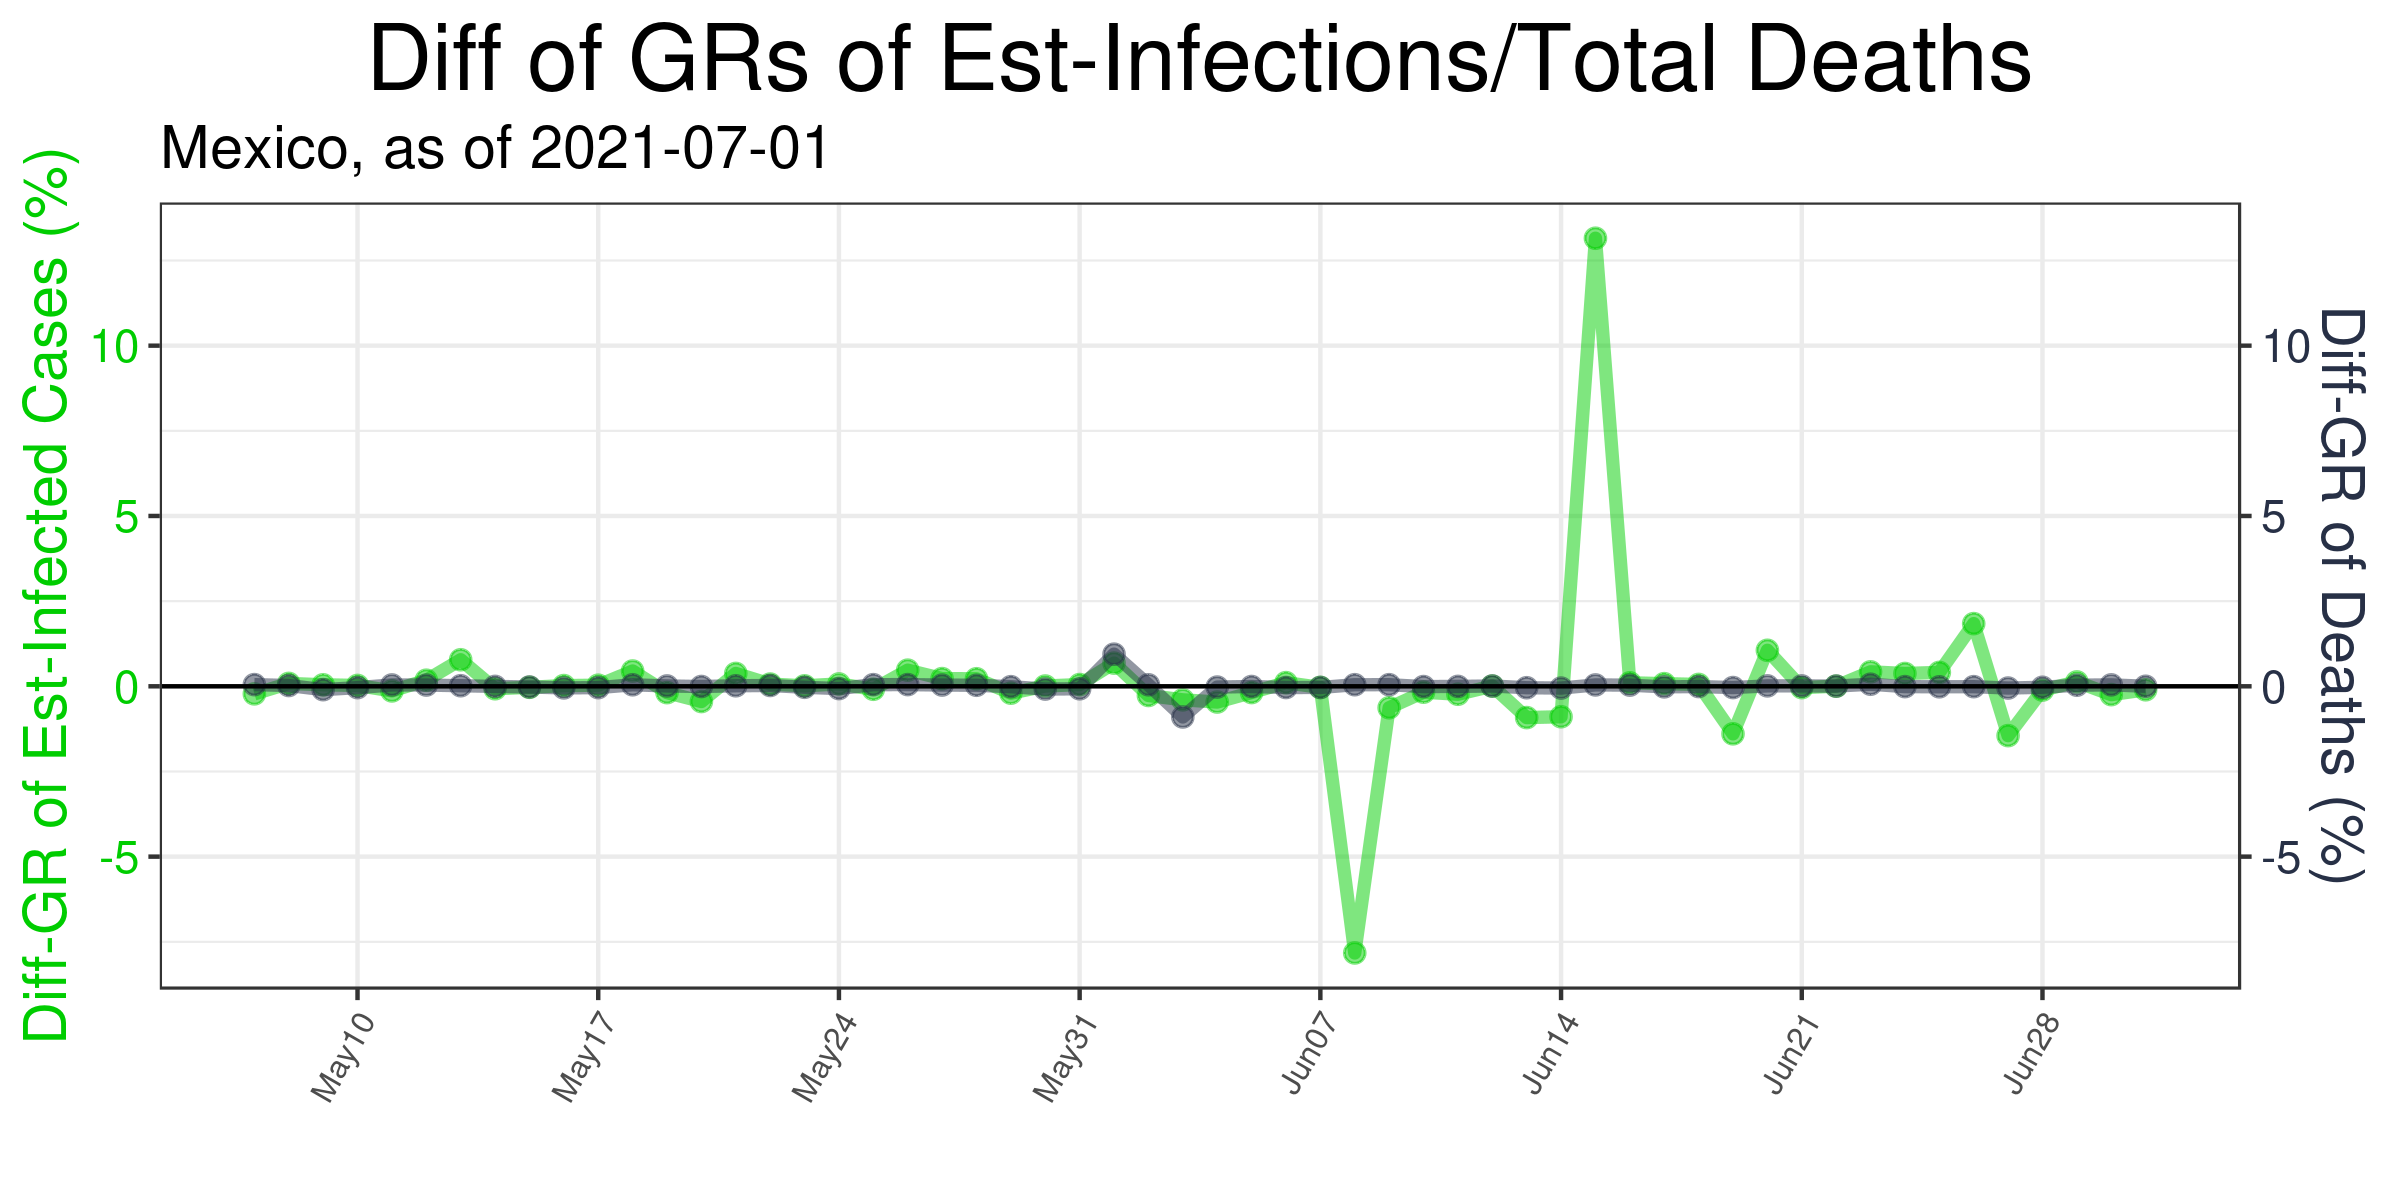 Diff of GRs of Est-Infections/Total Deaths
Mexico, as of 2021-07-01
Diff-GR of Est-Infected Cases (%)
10
5
0
-5
10
5
0
-5
Diff-GR of Deaths (%)
May10
May17
May24
May31
Jun07
Jun14
Jun21
Jun28